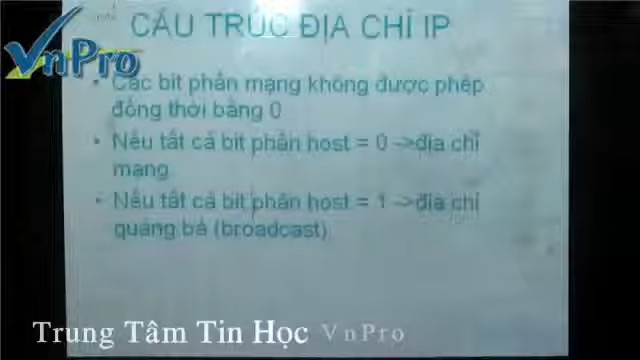 CẤU TRÚC ĐỊA CHỈ IP
VnPro
• Các bit phần mạng không được phép
đồng thời bằng 0
• Nếu tất cả bit phần host = 0 ->địa chỉ
mạng
• Nếu tất cả bit phần host = 1 ->địa chỉ
quảng bá (broadcast)
Trung Tâm Tin Học VnPro